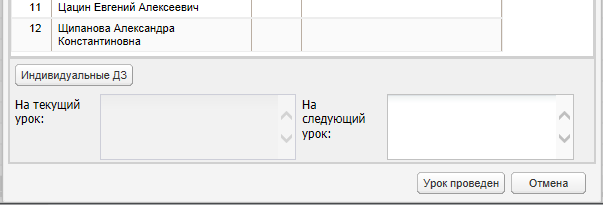 11 Цацин Евгений Алексеевич
12 Щипанова Александра
Константиновна
Индивидуальные ДЗ
На текущий
урок:
На
следующий
урок:
Урок проведен Отмена